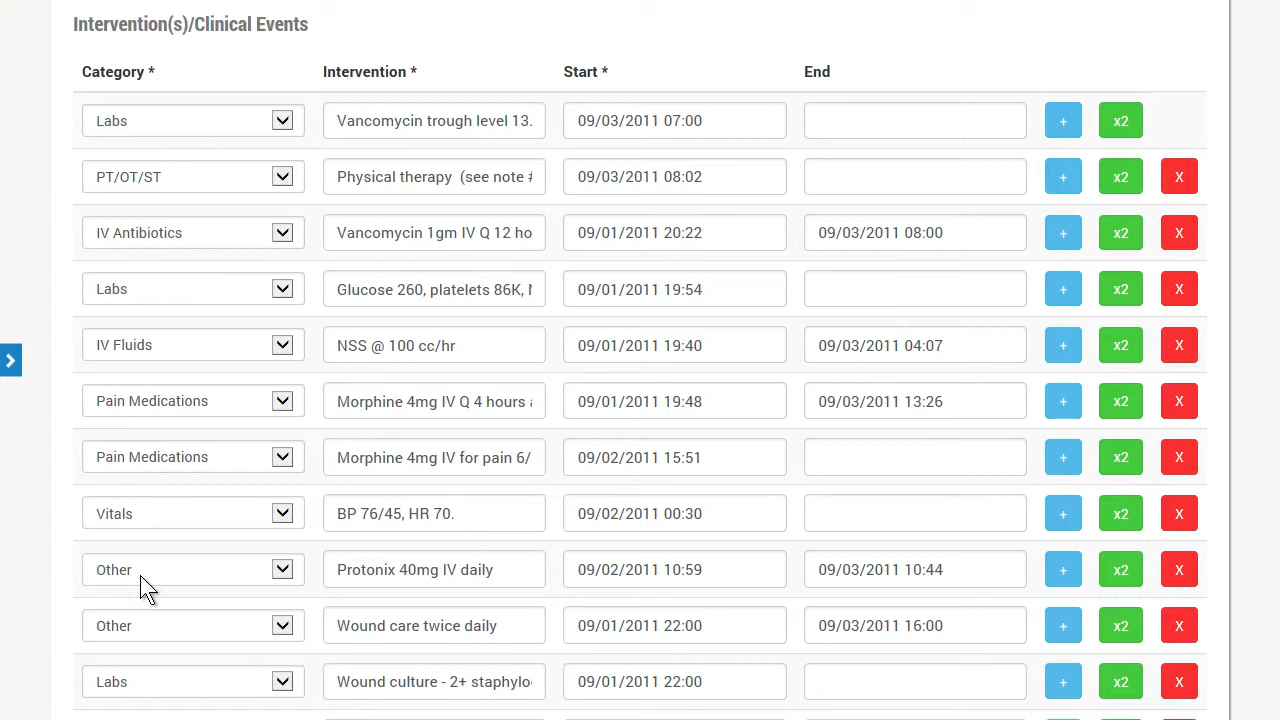 Intervention(s)/Clinical Events
Category * Intervention * Start * End
Labs Vancomycin trough level 13. 09/03/2011 07:00 + x2
PT/OT/ST Physical therapy (see note # 09/03/2011 08:02 + x2 X
IV Antibiotics Vancomycin 1gm IV Q 12 ho 09/01/2011 20:22 09/03/2011 08:00 + x2 X
Labs Glucose 260, platelets 86K, 09/01/2011 19:54 + x2 X
IV Fluids NSS @ 100 cc/hr 09/01/2011 19:40 09/03/2011 04:07 + x2 X
Pain Medications Morphine 4mg IV Q 4 hours 09/01/2011 19:48 09/03/2011 13:26 + x2 X
Pain Medications Morphine 4mg IV for pain 6/ 09/02/2011 15:51 + x2 X
Vitals BP 76/45, HR 70. 09/02/2011 00:30 + x2 X
Other Protonix 40mg IV daily 09/02/2011 10:59 09/03/2011 10:44 + x2 X
Other Wound care twice daily 09/01/2011 22:00 09/03/2011 16:00 + x2 X
Labs Wound culture - 2+ staphylo 09/01/2011 22:00 + x2 X